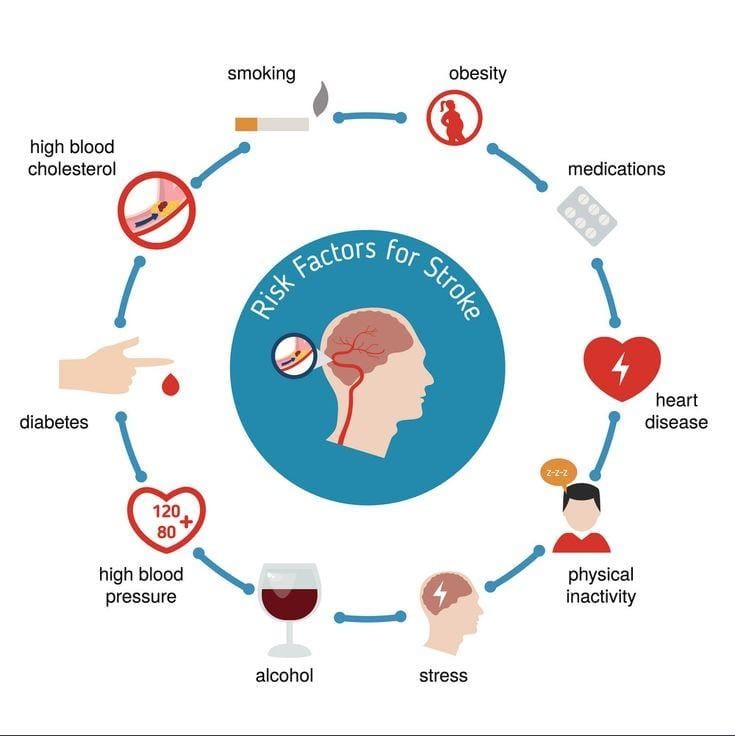 smoking
obesity
high blood
cholesterol
medications
Risk Factors for Stroke
diabetes
heart
disease
120
80 +
z-z-z
high blood
pressure
physical
inactivity
alcohol
stress